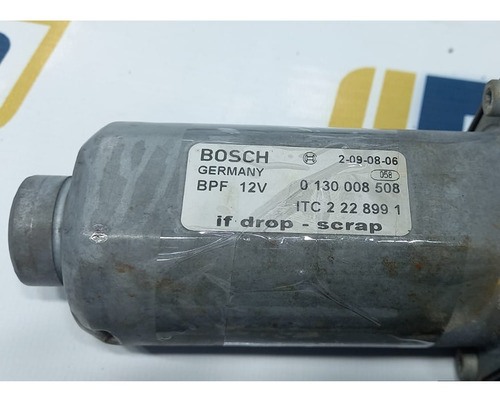 BOSCH 2-09-08-06
GERMANY 058
BPF 12V 0 130 008 508
ITC 2 22 899 1
if drop - scrap